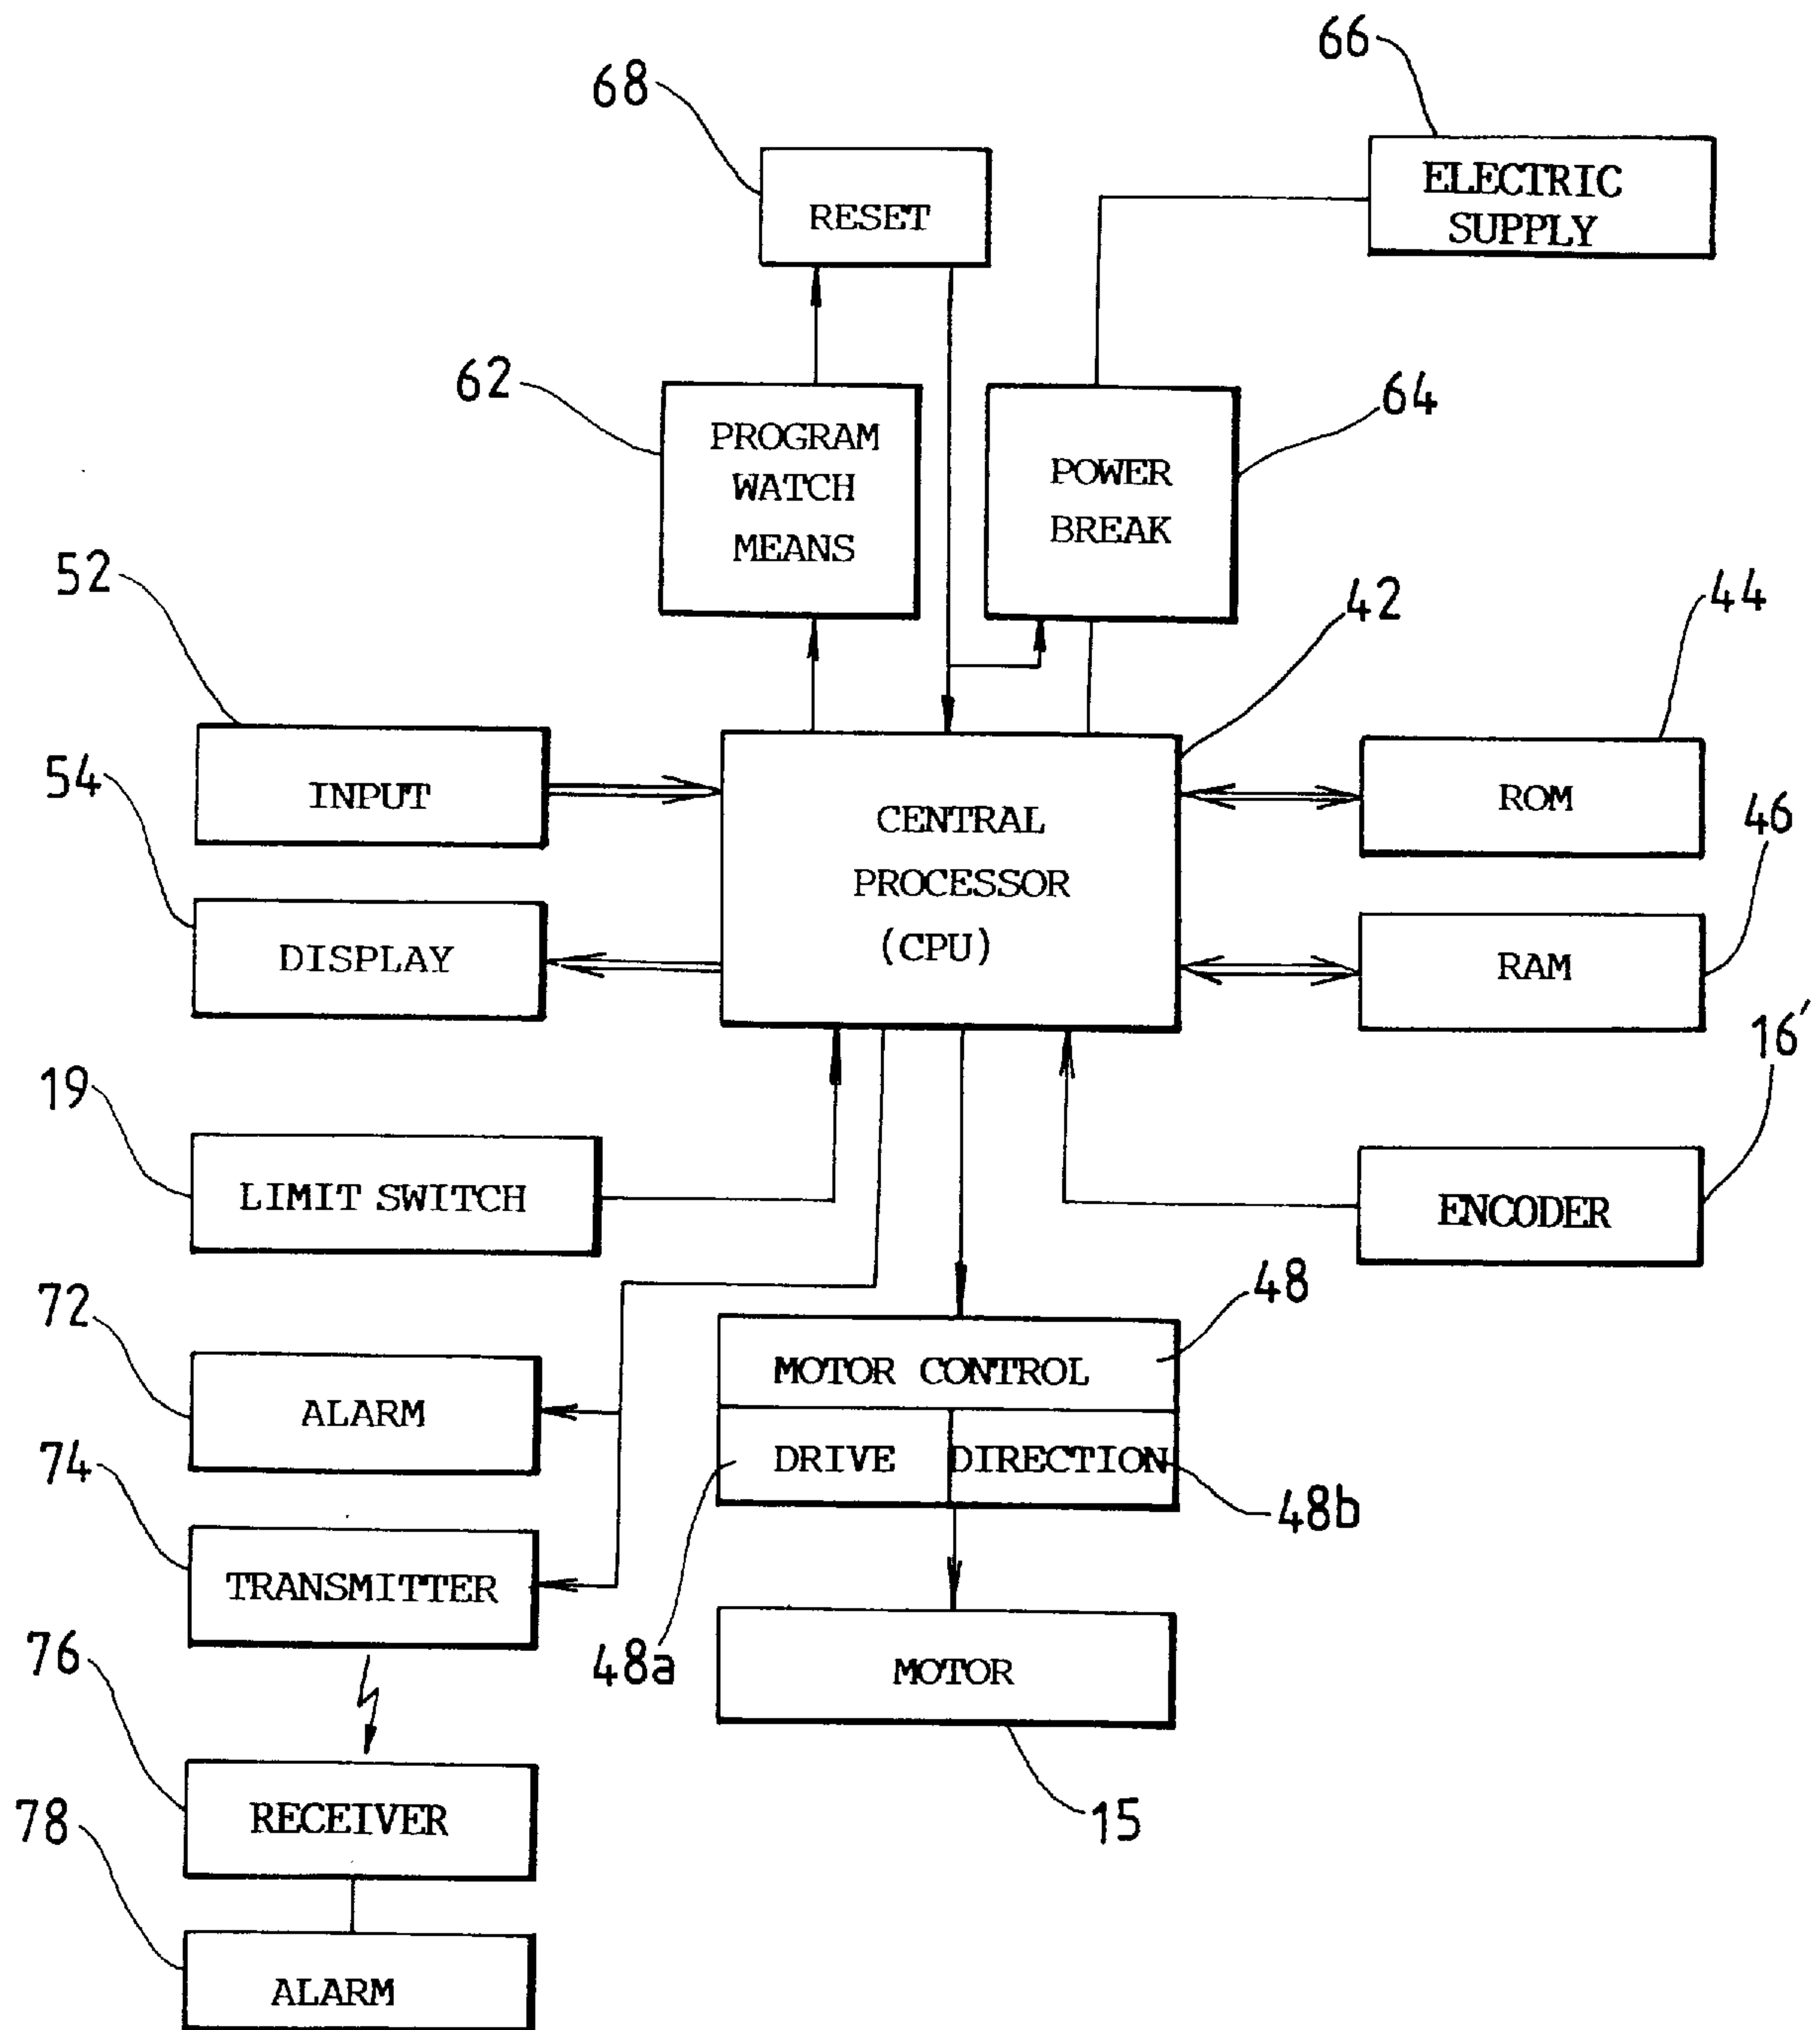 66
68
ELECTRIC
SUPPLY
RESET
62
64
PROGRAM
WATCH
MEANS
POWER
BREAK
52
42
44
INPUT
54
CENTRAL
PROCESSOR
(CPU)
ROM
46
DISPLAY
RAM
16'
19
LIMIT SWITCH
ENCODER
48
72
MOTOR CONTROL
ALARM
DRIVE
DIRECTION
74
48b
TRANSMITTER
48a
MOTOR
76
RECEIVER
15
78
ALARM